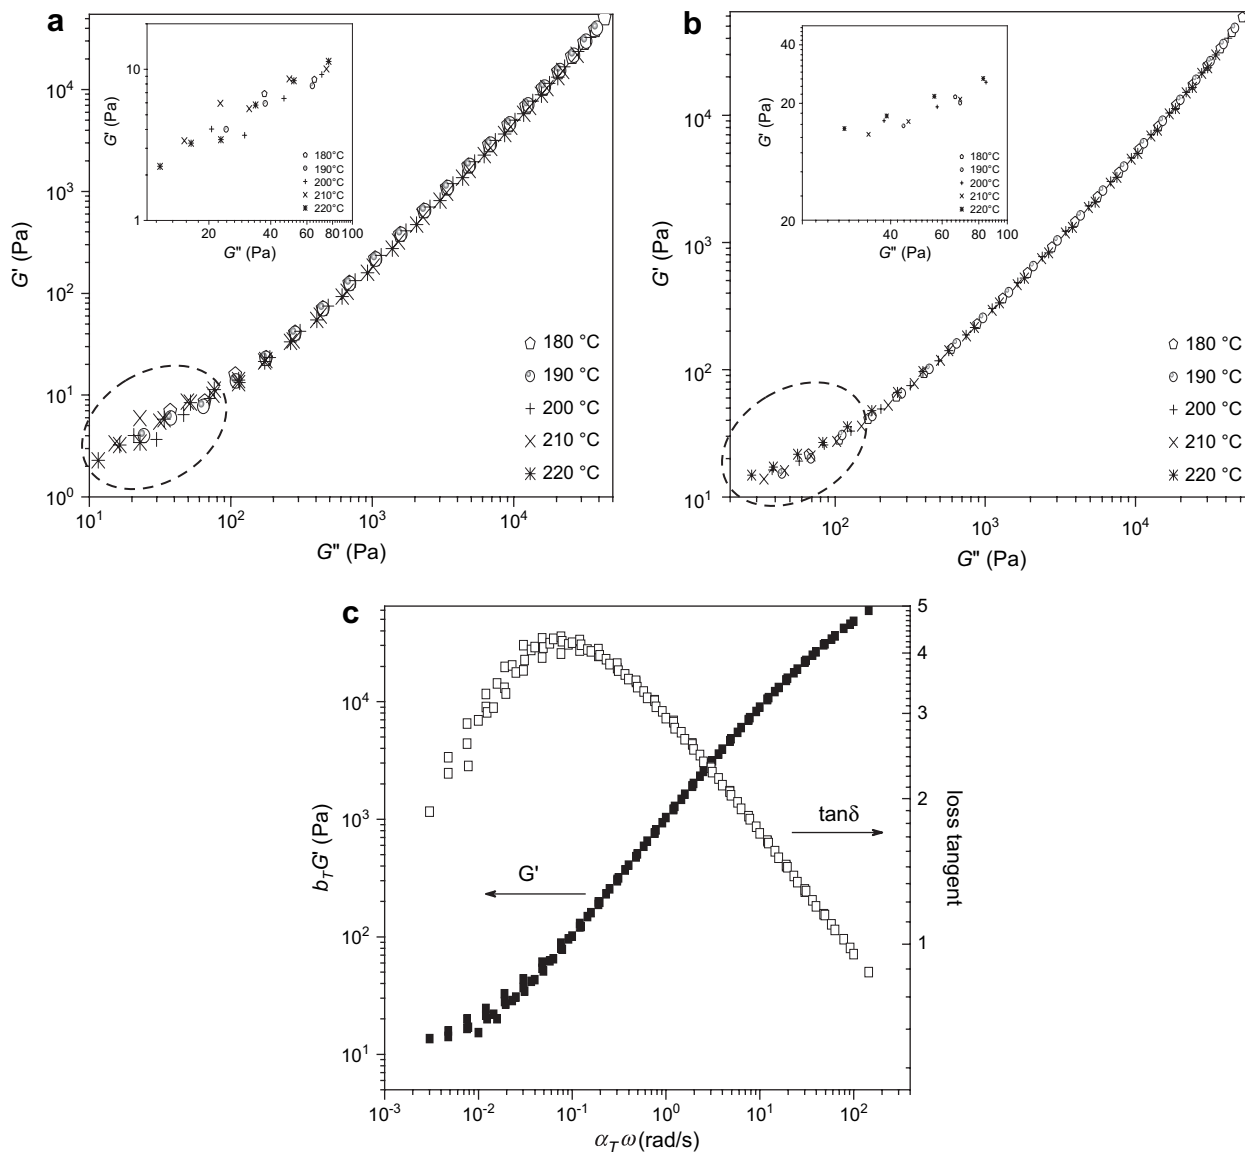 a
10^4
10^3
10^2
10^1
10^0
G' (Pa)
10^1
10^2
10^3
10^4
G" (Pa)
10
1
G' (Pa)
20
40
60
80
100
G" (Pa)
180°C
190°C
200°C
210°C
220°C
180 °C
190 °C
200 °C
210 °C
220 °C
b
10^4
10^3
10^2
10^1
G' (Pa)
10^2
10^3
10^4
G" (Pa)
40
20
20
G' (Pa)
40
60
80
100
G" (Pa)
180°C
190°C
200°C
210°C
220°C
180 °C
190 °C
200 °C
210 °C
220 °C
c
10^4
10^3
10^2
10^1
b_T G' (Pa)
G'
tanδ
5
4
3
2
1
loss tangent
10^-3
10^-2
10^-1
10^0
10^1
10^2
α_T ω(rad/s)